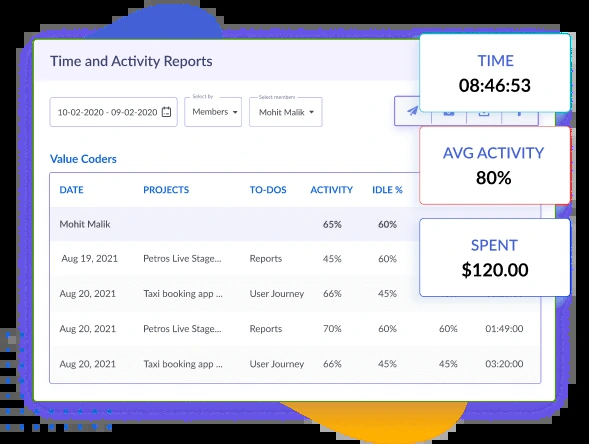 Time and Activity Reports
TIME
08:46:53
Select by
Select members
10-02-2020 - 09-02-2020
Members
Mohit Malik
AVG ACTIVITY
80%
Value Coders
DATE PROJECTS TO-DOS ACTIVITY IDLE %
Mohit Malik 65% 60%
SPENT
$120.00
Aug 19, 2021 Petros Live Stage... Reports 45% 60%
Aug 20, 2021 Taxi booking app ... User Journey 66% 45%
Aug 20, 2021 Petros Live Stage... Reports 70% 60% 60% 01:49:00
Aug 20, 2021 Taxi booking app ... User Journey 66% 45% 45% 03:20:00